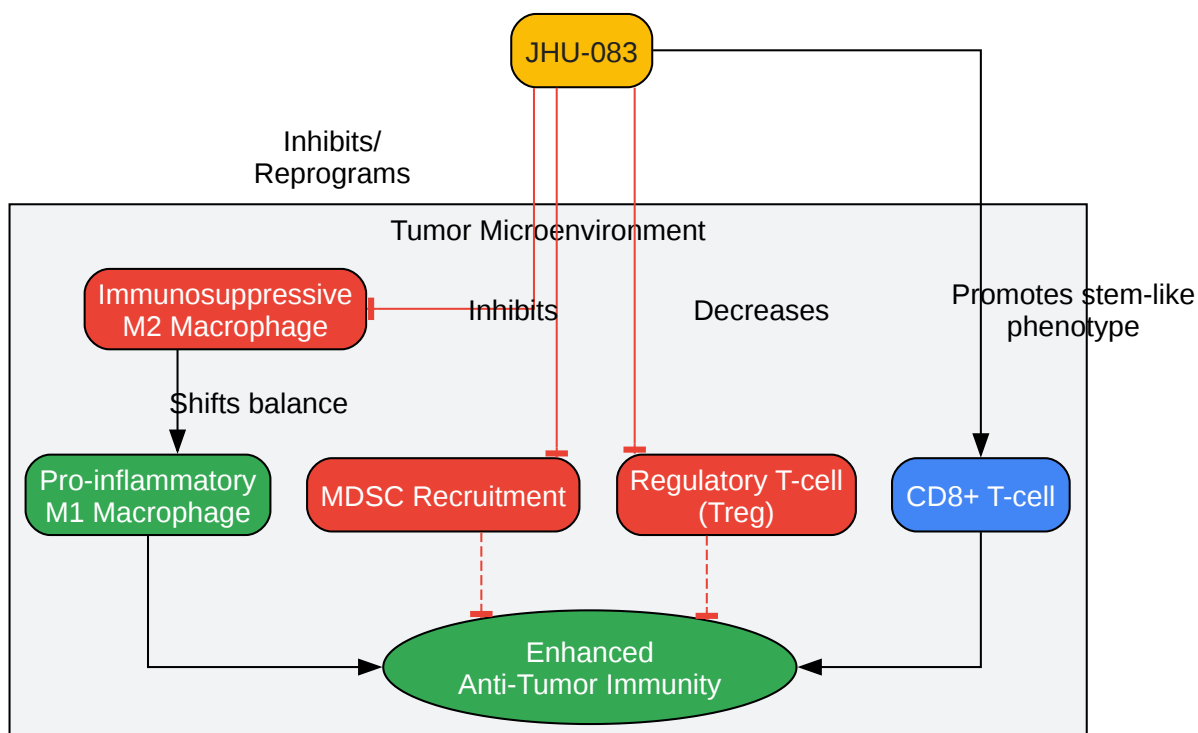 JHU-083
Inhibits/
Reprograms
Tumor Microenvironment
Immunosuppressive
M2 Macrophage
Inhibits
Decreases
Promotes stem-like
phenotype
Shifts balance
Pro-inflammatory
M1 Macrophage
MDSC Recruitment
Regulatory T-cell
(Treg)
CD8+ T-cell
Enhanced
Anti-Tumor Immunity